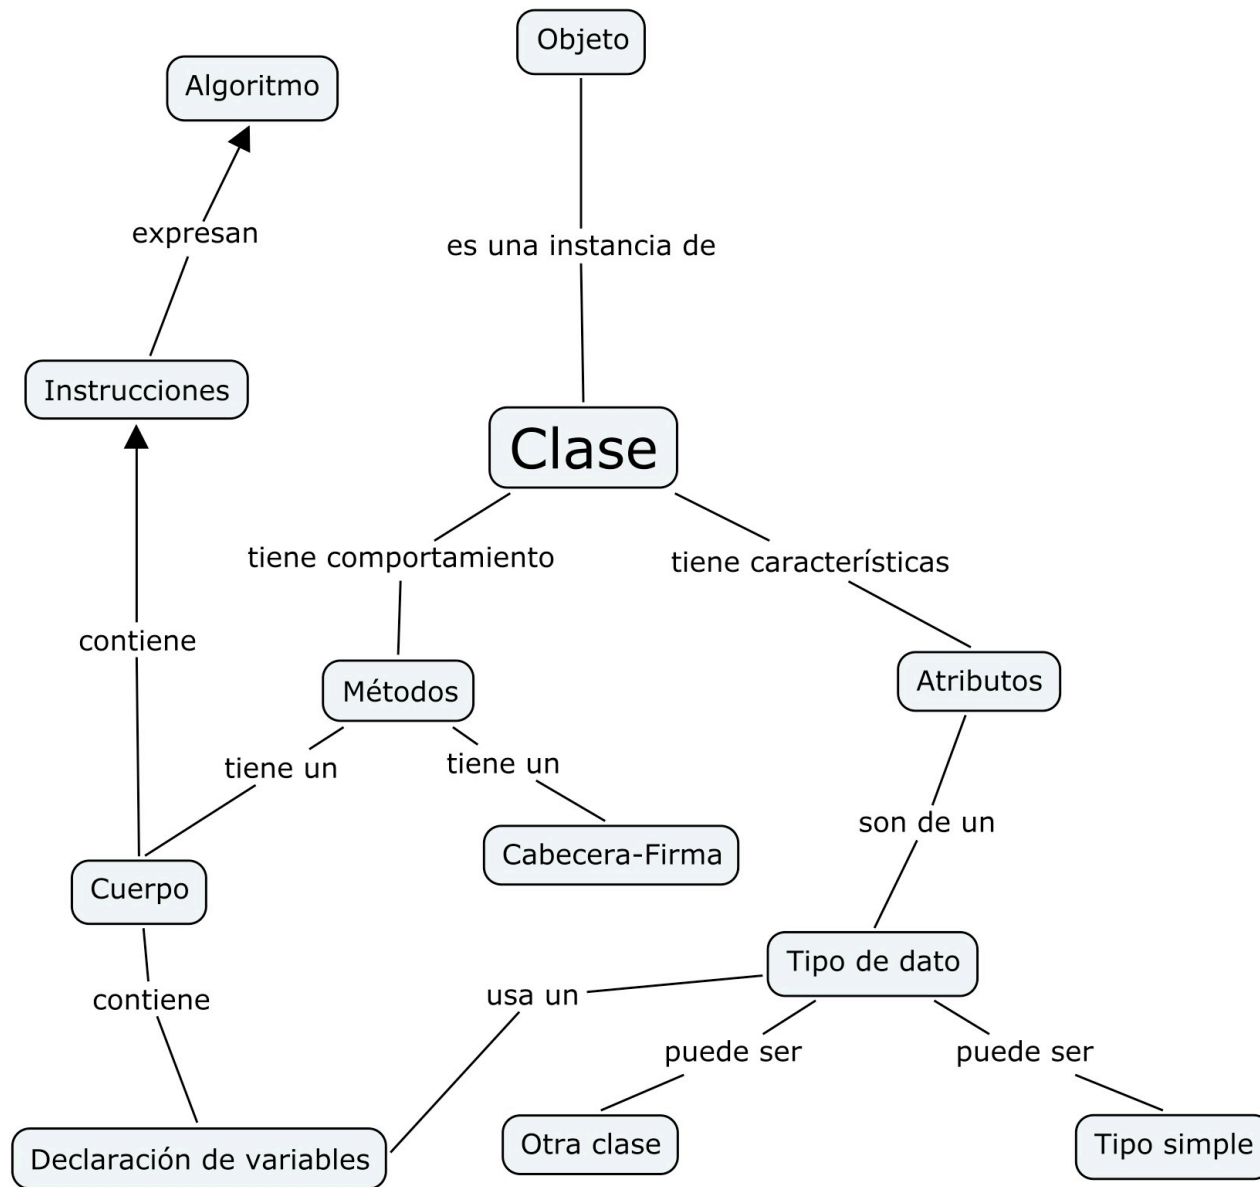 Objeto
Algoritmo
expresan
es una instancia de
Instrucciones
Clase
tiene comportamiento
tiene características
contiene
Métodos
Atributos
tiene un
tiene un
son de un
Cabecera-Firma
Cuerpo
Tipo de dato
contiene
usa un
puede ser
puede ser
Otra clase
Tipo simple
Declaración de variables